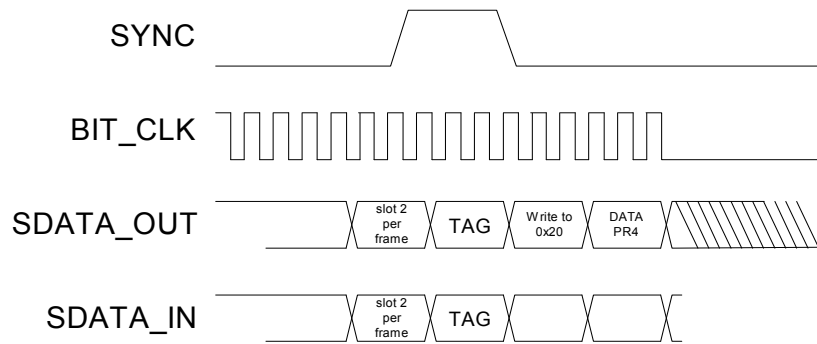 SYNC
BIT_CLK
SDATA_OUT
slot 2
per
frame
TAG
Write to
0x20
DATA
PR4
SDATA_IN
slot 2
per
frame
TAG